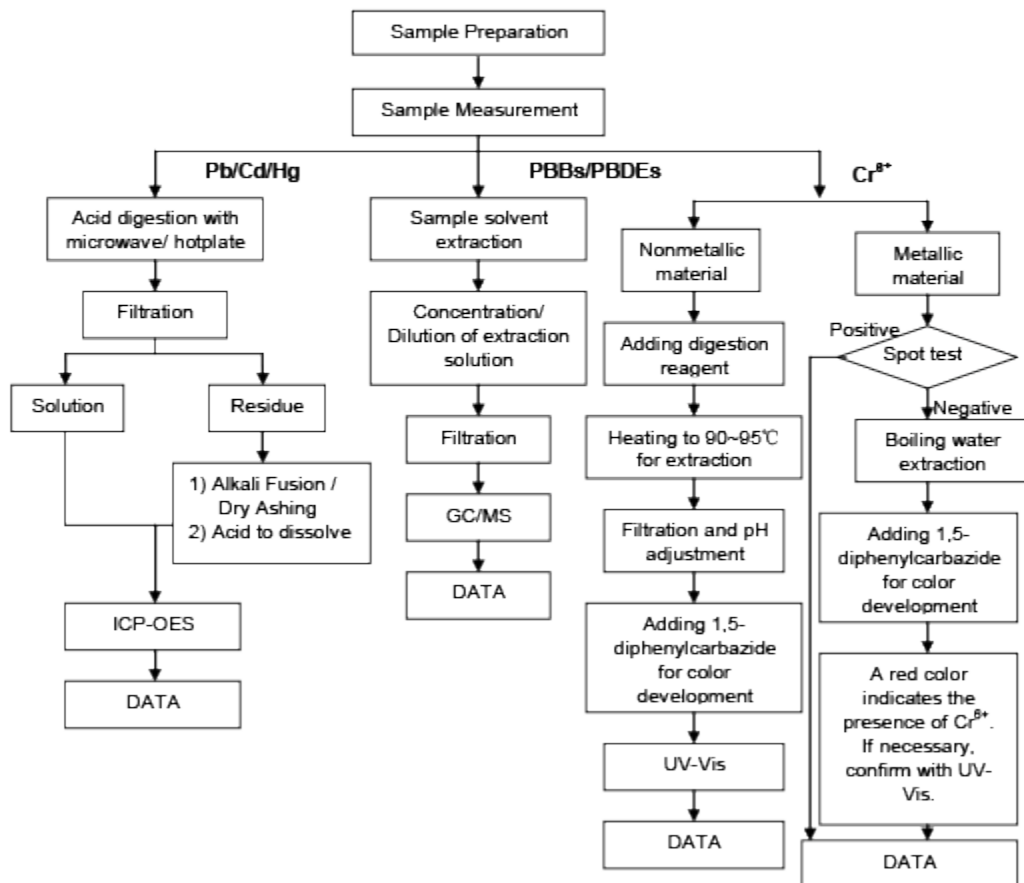 Sample Preparation
Sample Measurement
Pb/Cd/Hg
PBBs/PBDEs
Cr⁶⁺
Acid digestion with
microwave/ hotplate
Filtration
Solution
Residue
1) Alkali Fusion /
Dry Ashing
2) Acid to dissolve
ICP-OES
DATA
Sample solvent
extraction
Concentration/
Dilution of extraction
solution
Filtration
GC/MS
DATA
Nonmetallic
material
Adding digestion
reagent
Heating to 90~95℃
for extraction
Filtration and pH
adjustment
Adding 1,5-
diphenylcarbazide
for color
development
UV-Vis
DATA
Metallic
material
Positive
Spot test
Negative
Boiling water
extraction
Adding 1,5-
diphenylcarbazide
for color
development
A red color
indicates the
presence of Cr⁶⁺.
If necessary,
confirm with UV-
Vis.
DATA